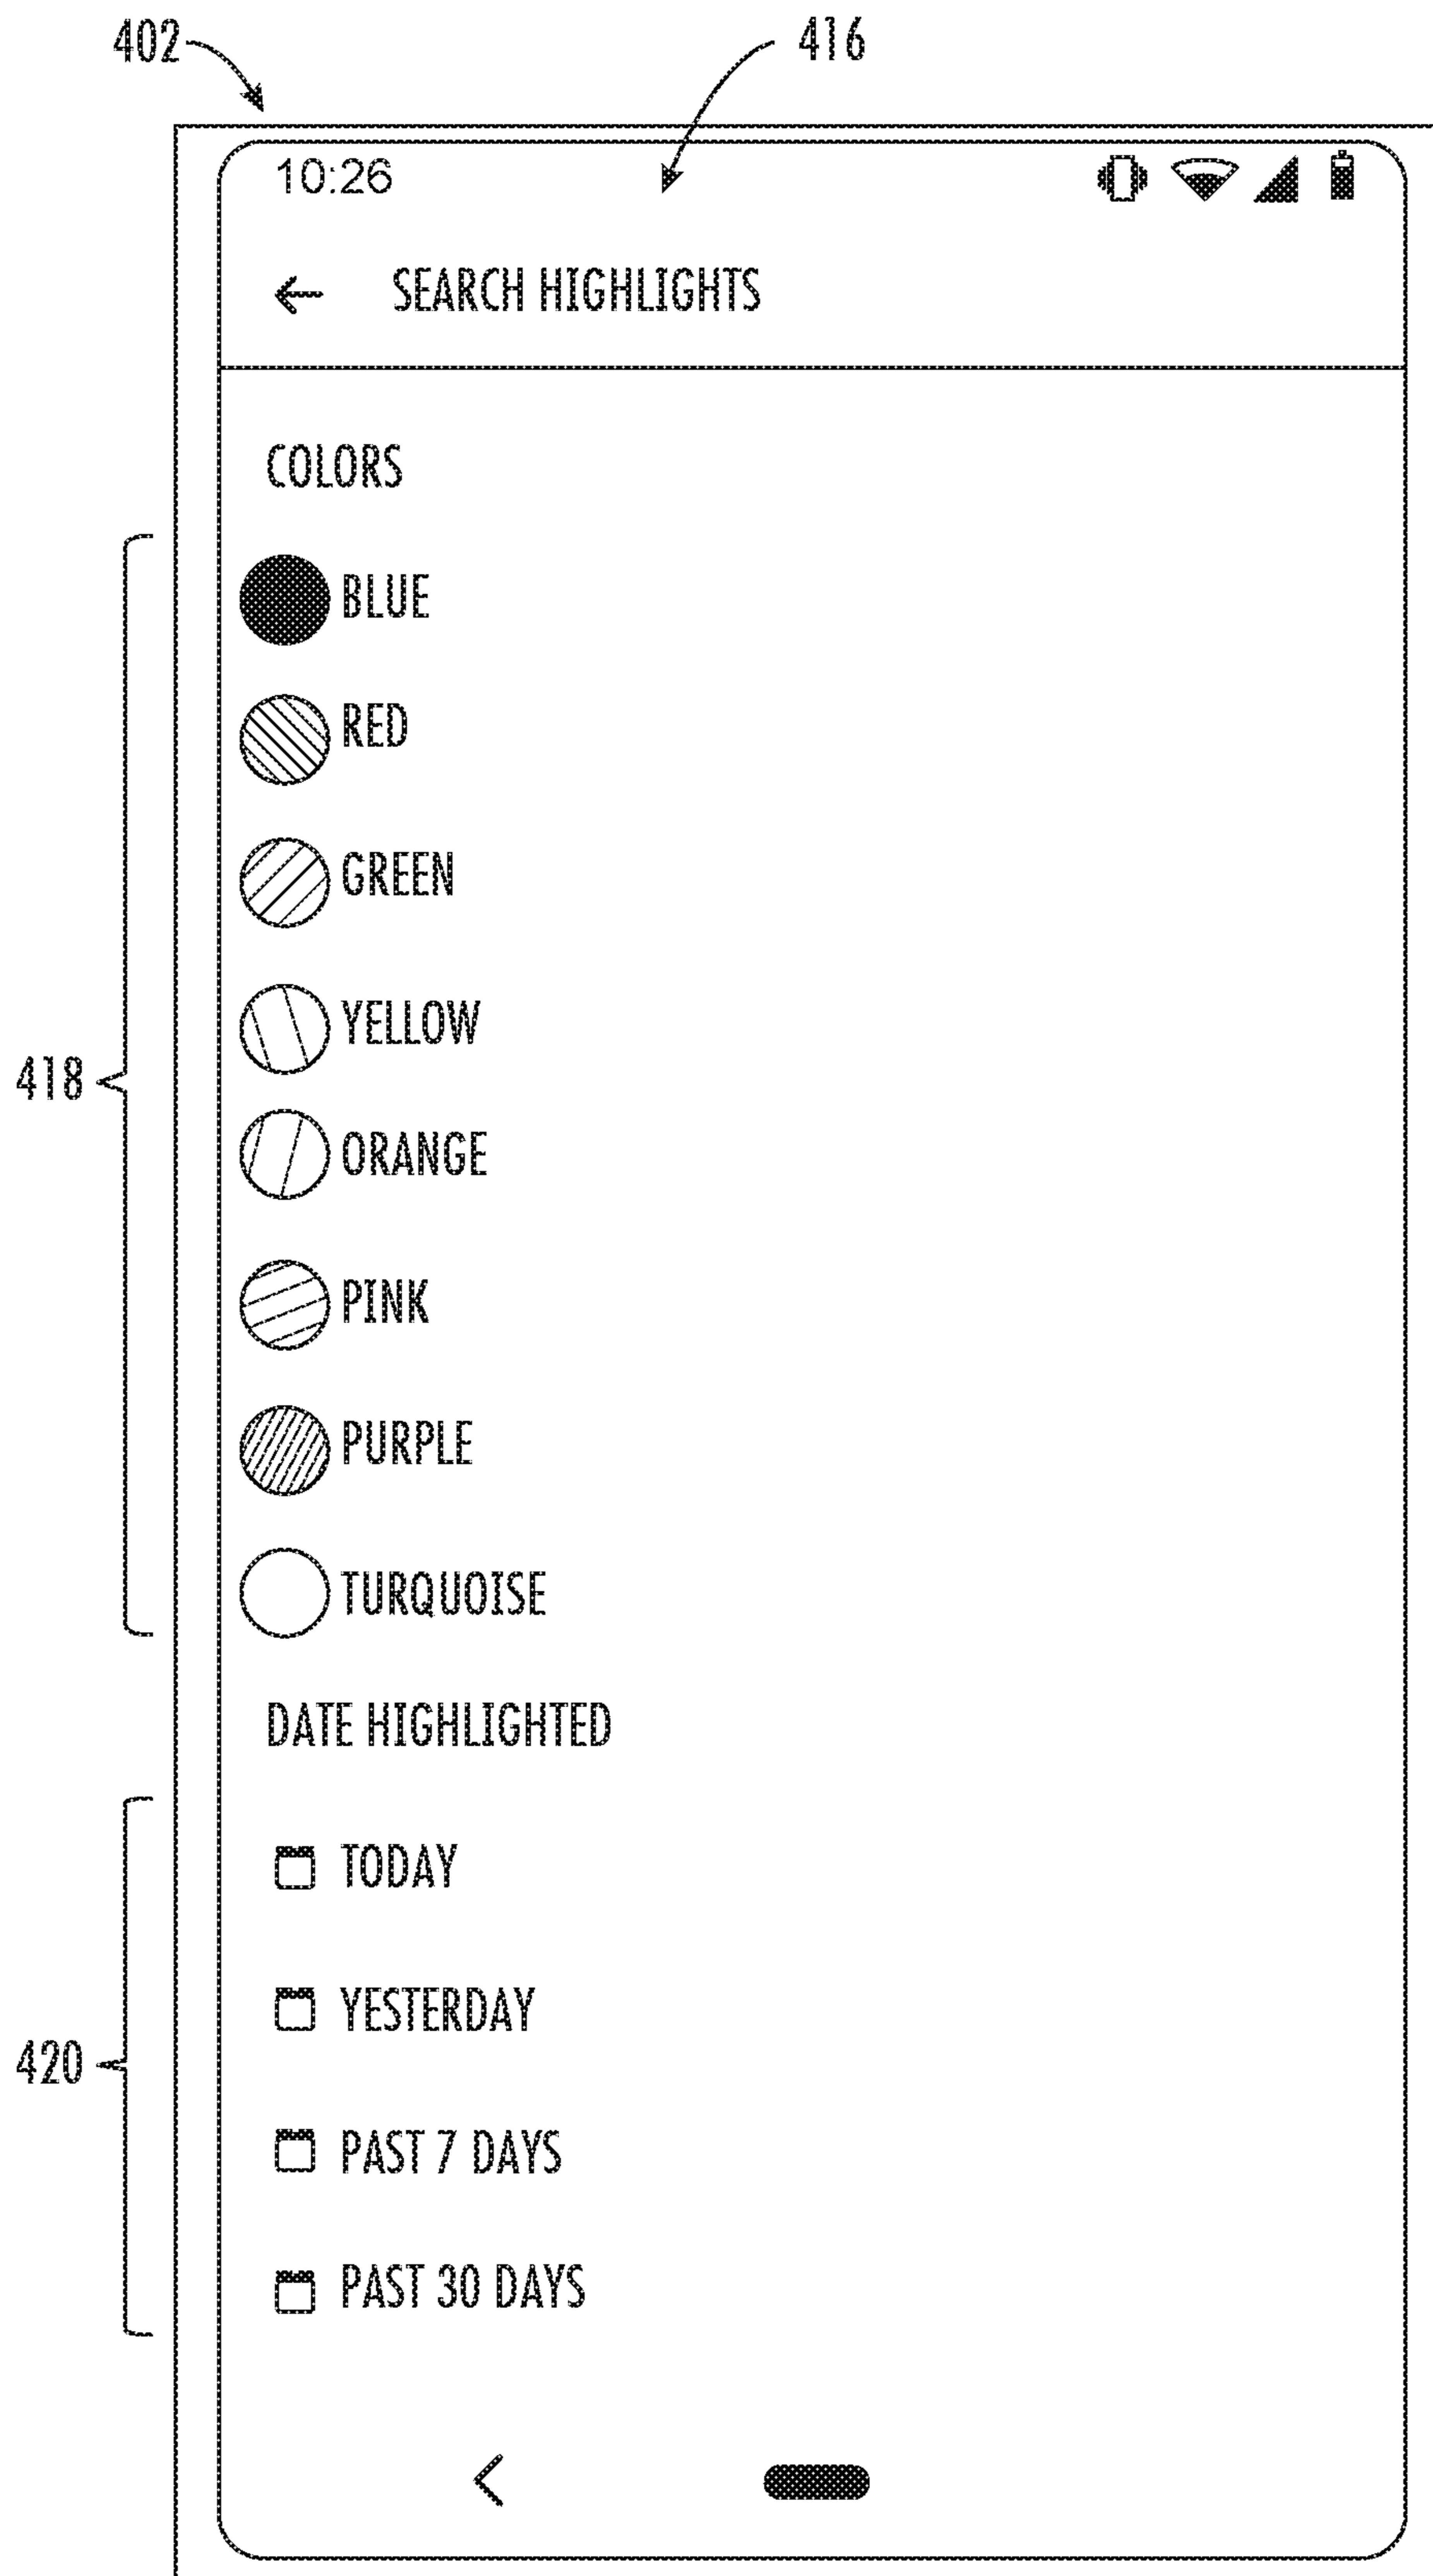 402
416
10:26
SEARCH HIGHLIGHTS
COLORS
BLUE
RED
GREEN
YELLOW
418
ORANGE
PINK
PURPLE
TURQUOISE
DATE HIGHLIGHTED
TODAY
YESTERDAY
420
PAST 7 DAYS
PAST 30 DAYS